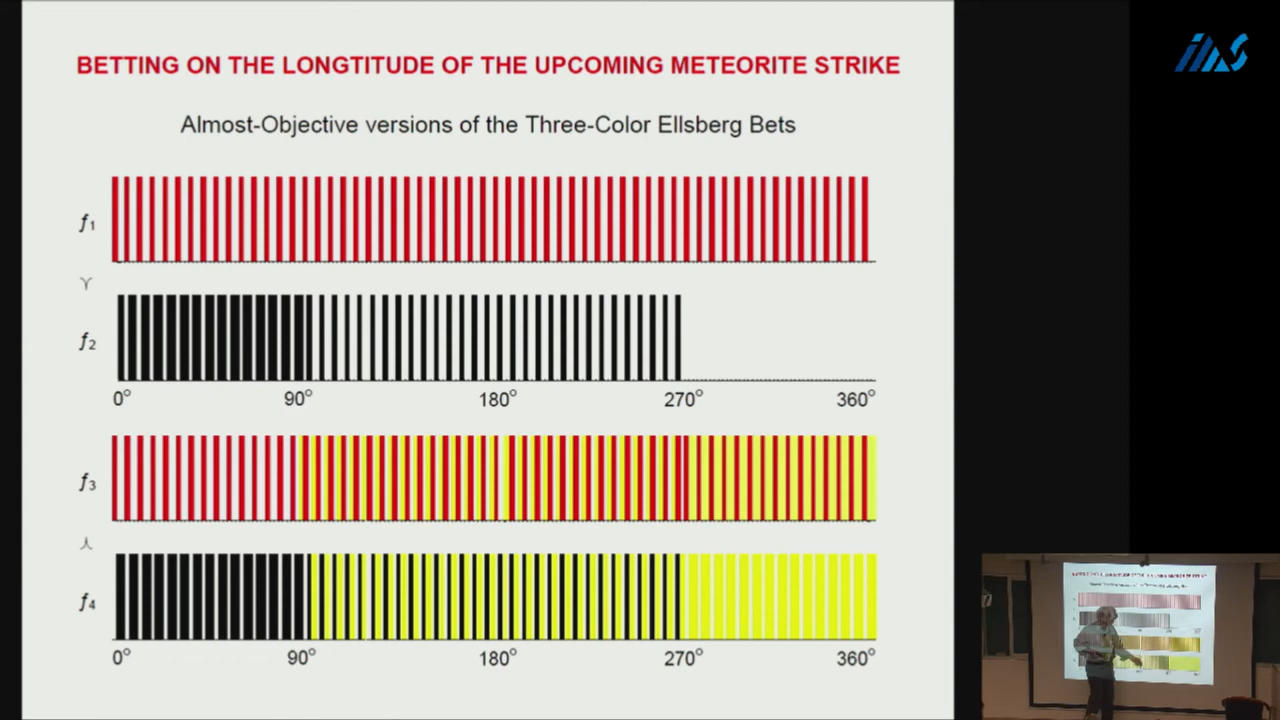 BETTING ON THE LONGTITUDE OF THE UPCOMING METEORITE STRIKE
Almost-Objective versions of the Three-Color Ellsberg Bets
f₁
⋎
f₂
0° 90° 180° 270° 360°
f₃
⋏
f₄
0° 90° 180° 270° 360°
ims